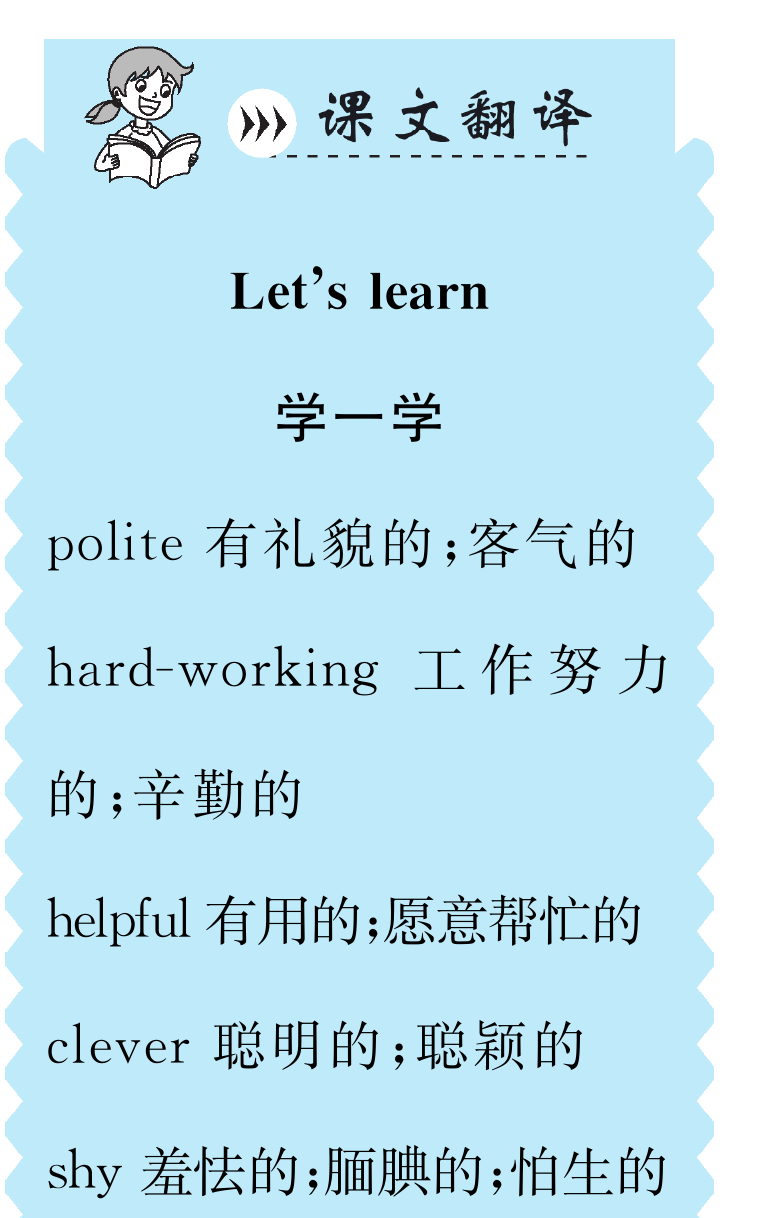 课文翻译
Let's learn
学一学
polite 有礼貌的;客气的
hard-working 工作努力
的;辛勤的
helpful 有用的;愿意帮忙的
clever 聪明的;聪颖的
shy 羞怯的;腼腆的;怕生的